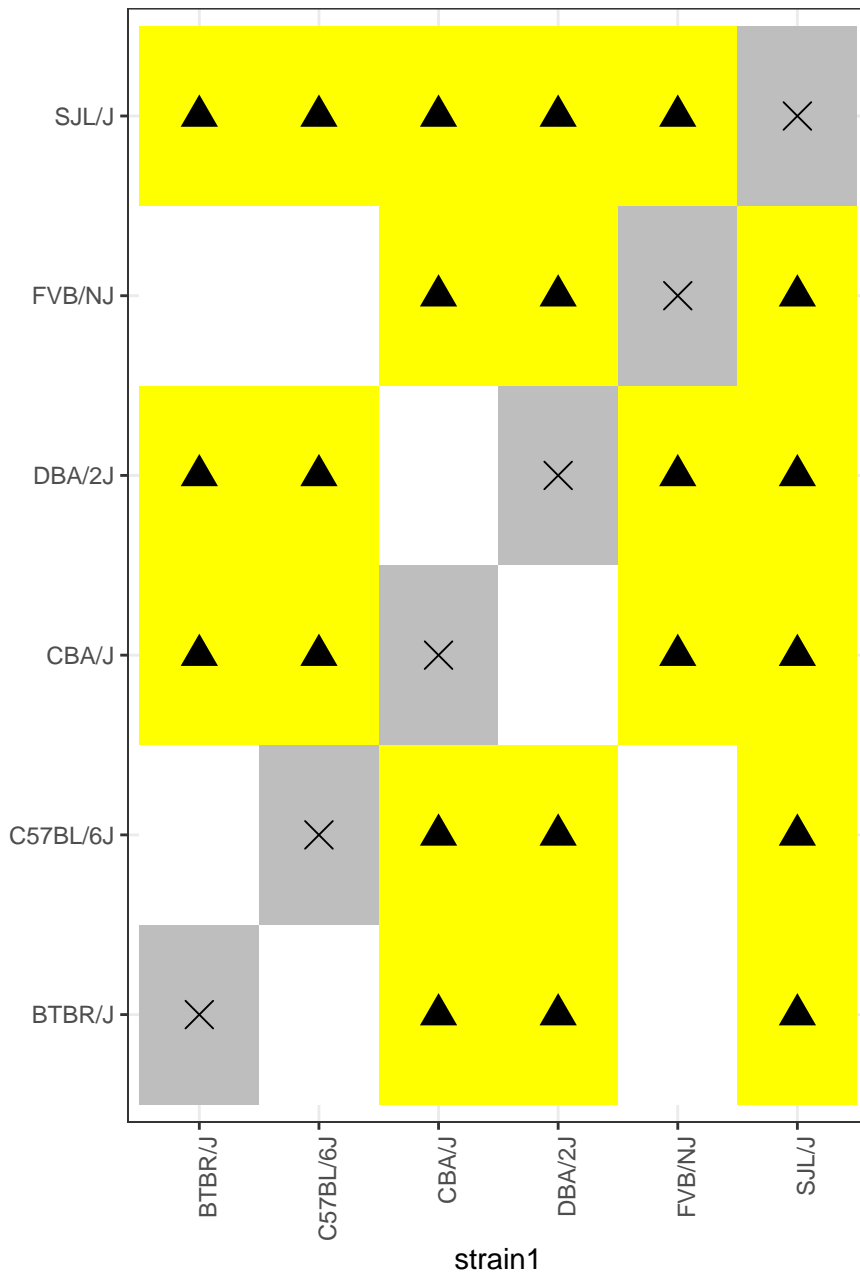 SJL/J
FVB/NJ
DBA/2J
CBA/J
C57BL/6J
BTBR/J
BTBR/J
C57BL/6J
CBA/J
DBA/2J
FVB/NJ
SJL/J
strain1